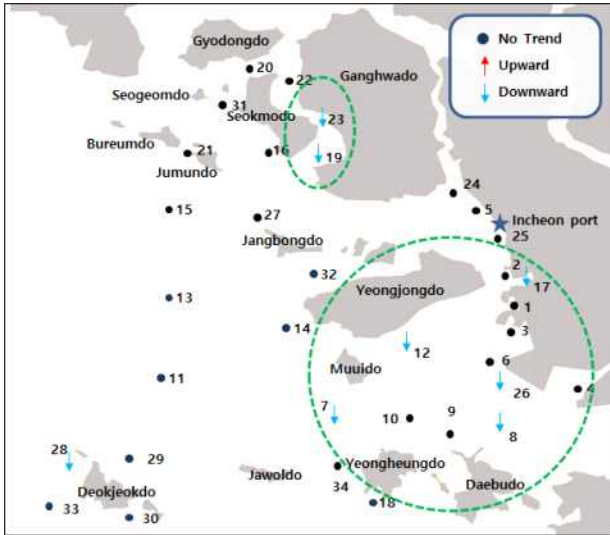 No Trend
Upward
Downward
Gyodongdo
20
22
Ganghwado
Seogeomdo
31
Seokmodo
23
Bureumdo
21
16
19
Jumundo
24
15
27
5
Incheon port
25
Jangbongdo
2
32
17
Yeongjongdo
13
1
14
3
12
Muuido
6
11
26
4
7
10
9
8
28
29
Jawoldo
Yeongheungdo
34
Daebudo
Deokjeokdo
33
30
18